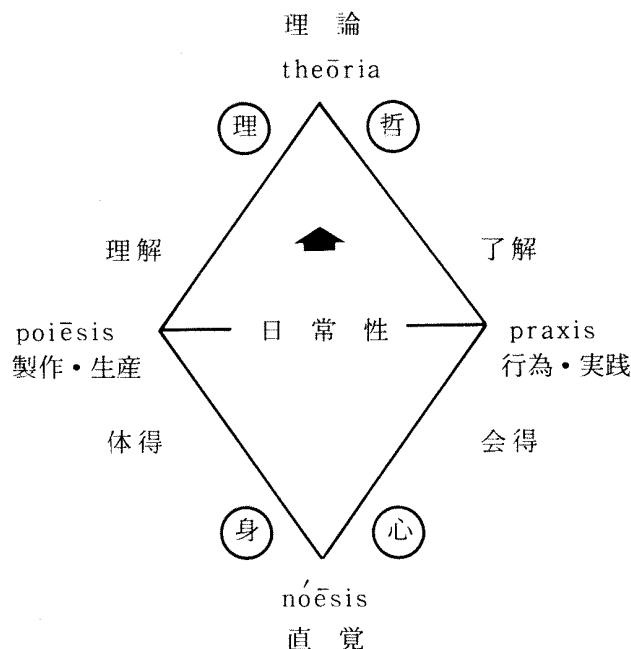 理 論
theōria
理 哲
理解 了解
poiēsis 日 常 性 praxis
製作・生産 行為・実践
体得 会得
身 心
nóēsis
直 覚